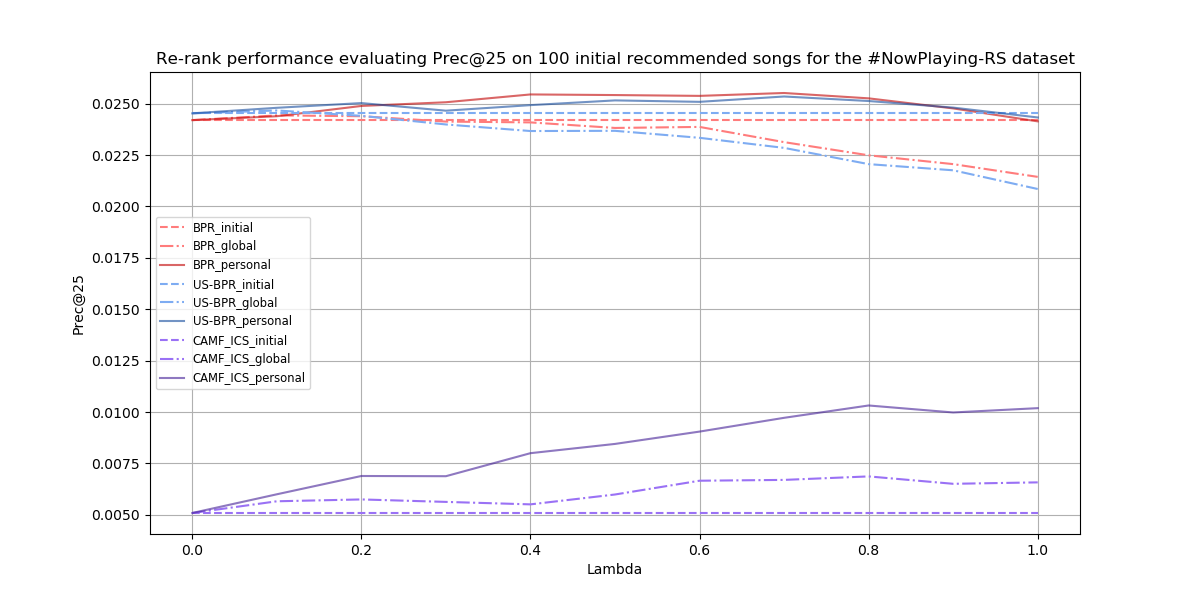 Re-rank performance evaluating Prec@25 on 100 initial recommended songs for the #NowPlaying-RS dataset
Prec@25
0.0250
0.0225
0.0200
0.0175
0.0150
0.0125
0.0100
0.0075
0.0050
BPR_initial
BPR_global
BPR_personal
US-BPR_initial
US-BPR_global
US-BPR_personal
CAMF_ICS_initial
CAMF_ICS_global
CAMF_ICS_personal
0.0 0.2 0.4 0.6 0.8 1.0
Lambda